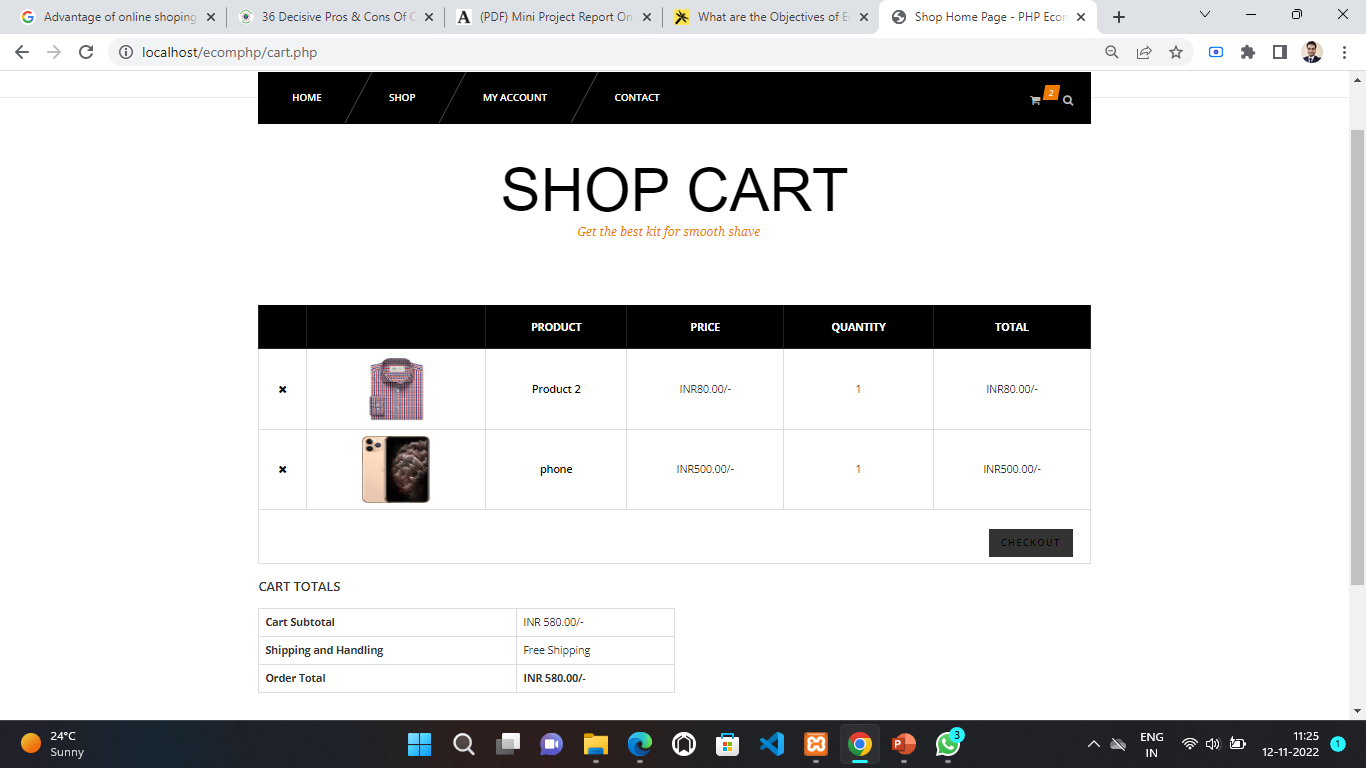 Advantage of online shoping
36 Decisive Pros & Cons Of O
(PDF) Mini Project Report On
What are the Objectives of E
Shop Home Page - PHP Econ
localhost/ecomphp/cart.php
HOME
SHOP
MY ACCOUNT
CONTACT
2
SHOP CART
Get the best kit for smooth shave
PRODUCT PRICE QUANTITY TOTAL
Product 2 INR80.00/- 1 INR80.00/-
phone INR500.00/- 1 INR500.00/-
CHECKOUT
CART TOTALS
Cart Subtotal INR 580.00/-
Shipping and Handling Free Shipping
Order Total INR 580.00/-
24°C
Sunny
3
ENG
IN
11:25
12-11-2022
1